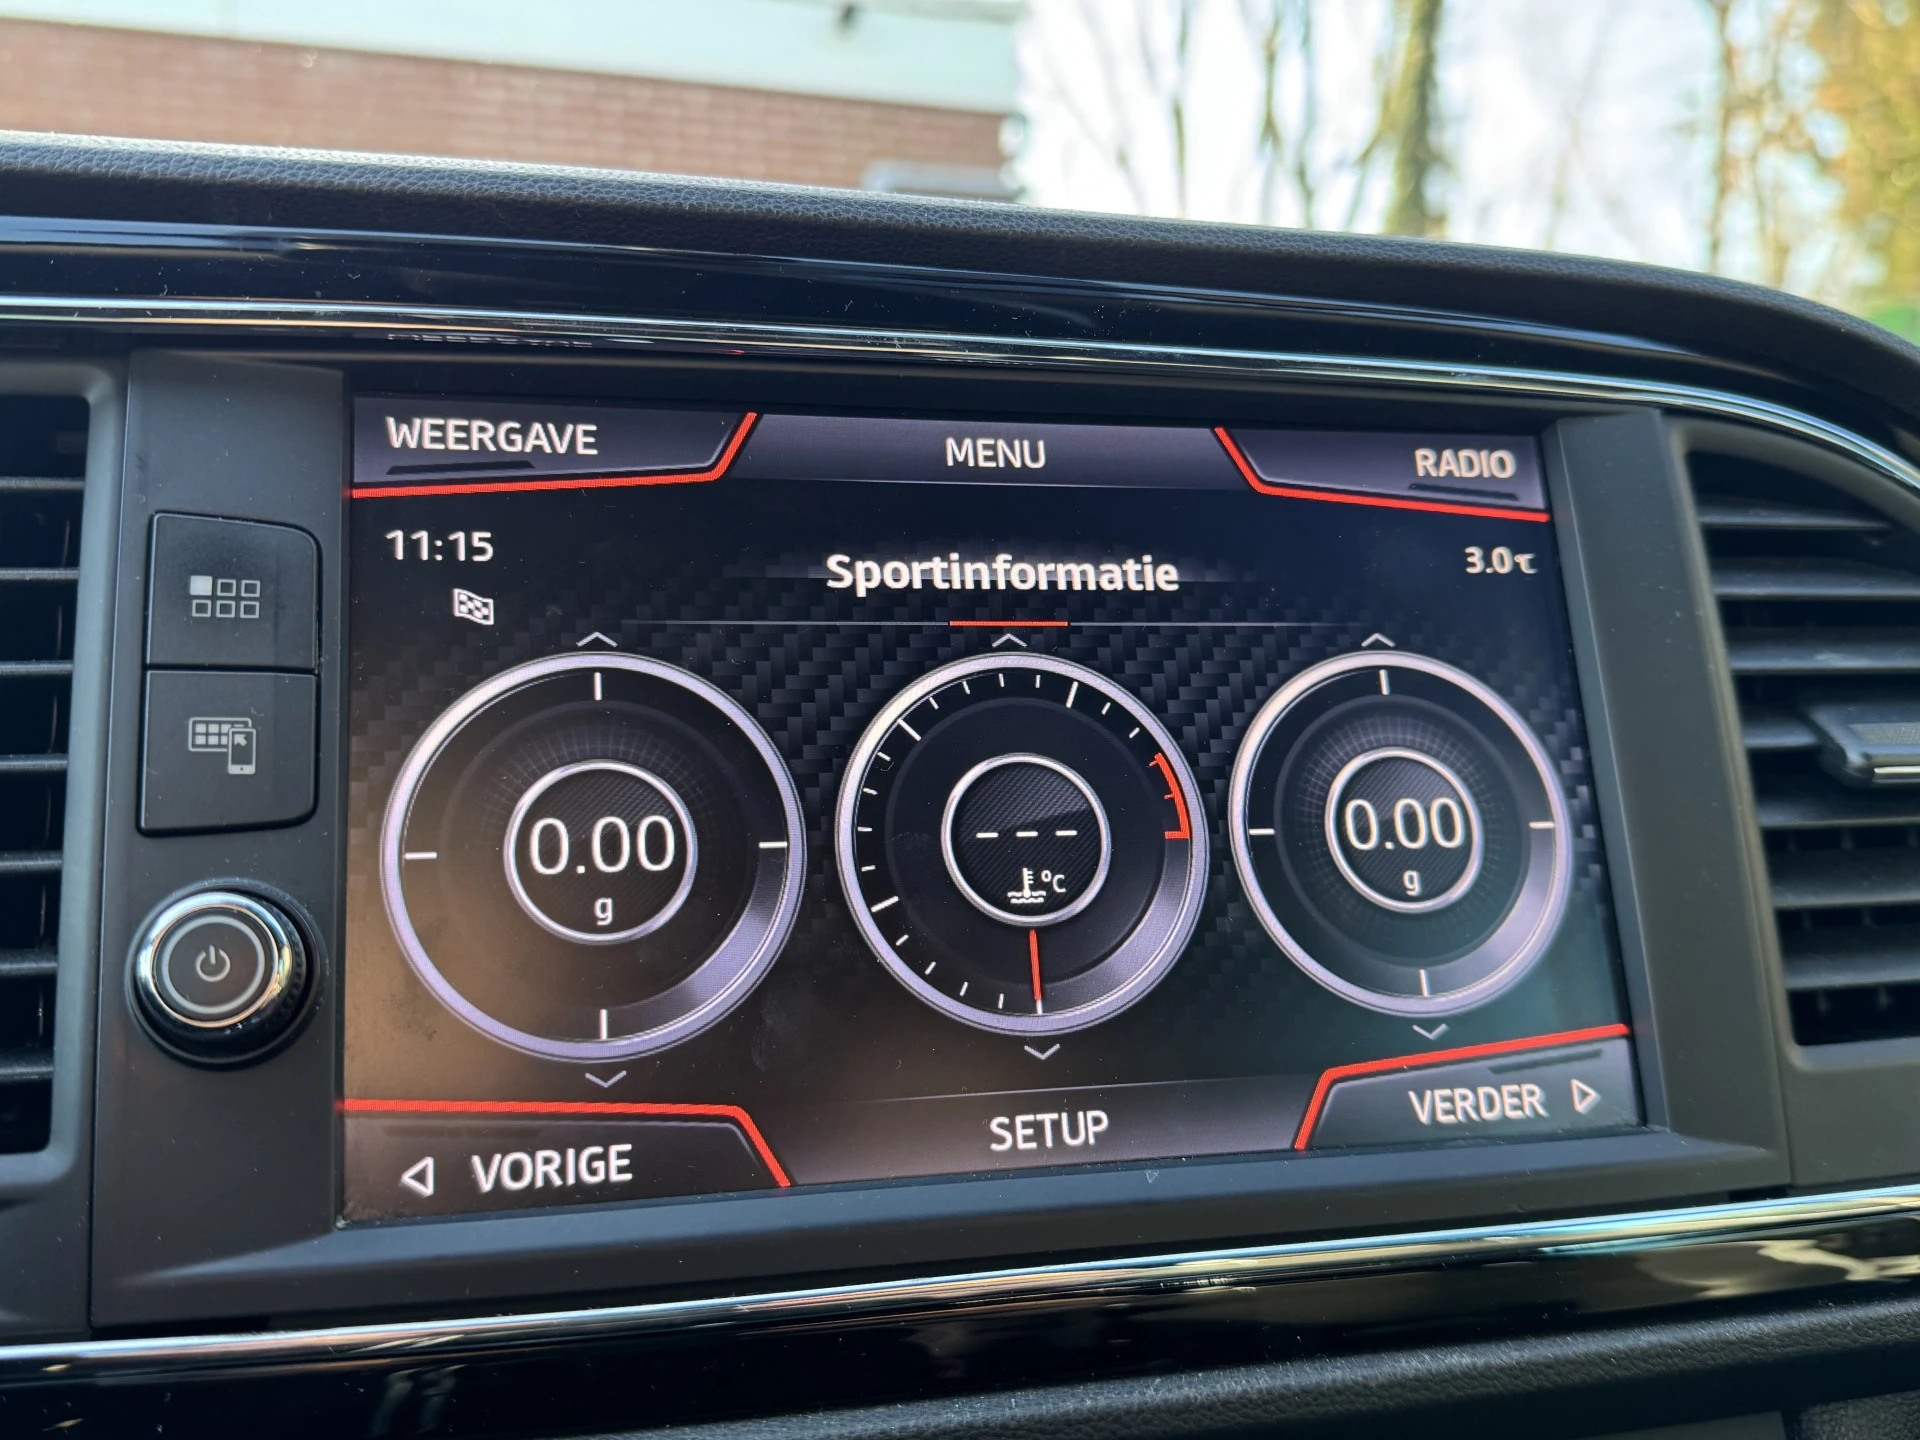 WEERGAVE
MENU
RADIO
11:15
Sportinformatie
3.0℃
0.00
g
- - -
°C
0.00
g
VORIGE
SETUP
VERDER